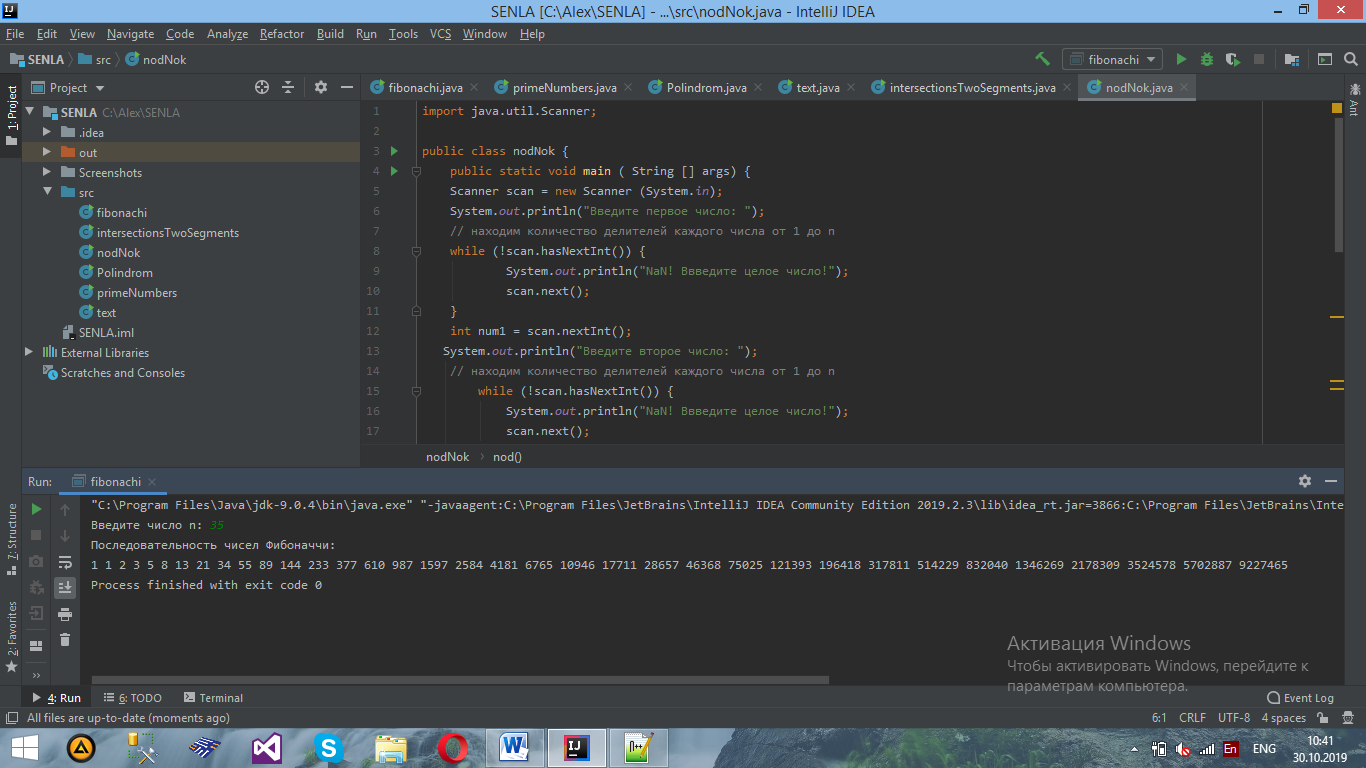 SENLA [C:\Alex\SENLA] - ...\src\nodNok.java - IntelliJ IDEA
File Edit View Navigate Code Analyze Refactor Build Run Tools VCS Window Help
SENLA src nodNok
fibonachi
1: Project
Project
fibonachi.java primeNumbers.java Polindrom.java text.java intersectionsTwoSegments.java nodNok.java
Ant
SENLA C:\Alex\SENLA
.idea
out
Screenshots
src
fibonachi
intersectionsTwoSegments
nodNok
Polindrom
primeNumbers
text
SENLA.iml
External Libraries
Scratches and Consoles
1 import java.util.Scanner;
2
3 public class nodNok {
4 public static void main ( String [] args) {
5 Scanner scan = new Scanner (System.in);
6 System.out.println("Введите первое число: ");
7 // находим количество делителей каждого числа от 1 до n
8 while (!scan.hasNextInt()) {
9 System.out.println("NaN! Ввведите целое число!");
10 scan.next();
11 }
12 int num1 = scan.nextInt();
13 System.out.println("Введите второе число: ");
14 // находим количество делителей каждого числа от 1 до n
15 while (!scan.hasNextInt()) {
16 System.out.println("NaN! Ввведите целое число!");
17 scan.next();
nodNok nod()
Run: fibonachi
"C:\Program Files\Java\jdk-9.0.4\bin\java.exe" "-javaagent:C:\Program Files\JetBrains\IntelliJ IDEA Community Edition 2019.2.3\lib\idea_rt.jar=3866:C:\Program Files\JetBrains\Inte
Введите число n: 35
Последовательность чисел Фибоначчи:
1 1 2 3 5 8 13 21 34 55 89 144 233 377 610 987 1597 2584 4181 6765 10946 17711 28657 46368 75025 121393 196418 317811 514229 832040 1346269 2178309 3524578 5702887 9227465
Process finished with exit code 0
7: Structure
2: Favorites
Активация Windows
Чтобы активировать Windows, перейдите к
параметрам компьютера.
4: Run 6: TODO Terminal Event Log
All files are up-to-date (moments ago) 6:1 CRLF UTF-8 4 spaces
En ENG 10:41
30.10.2019